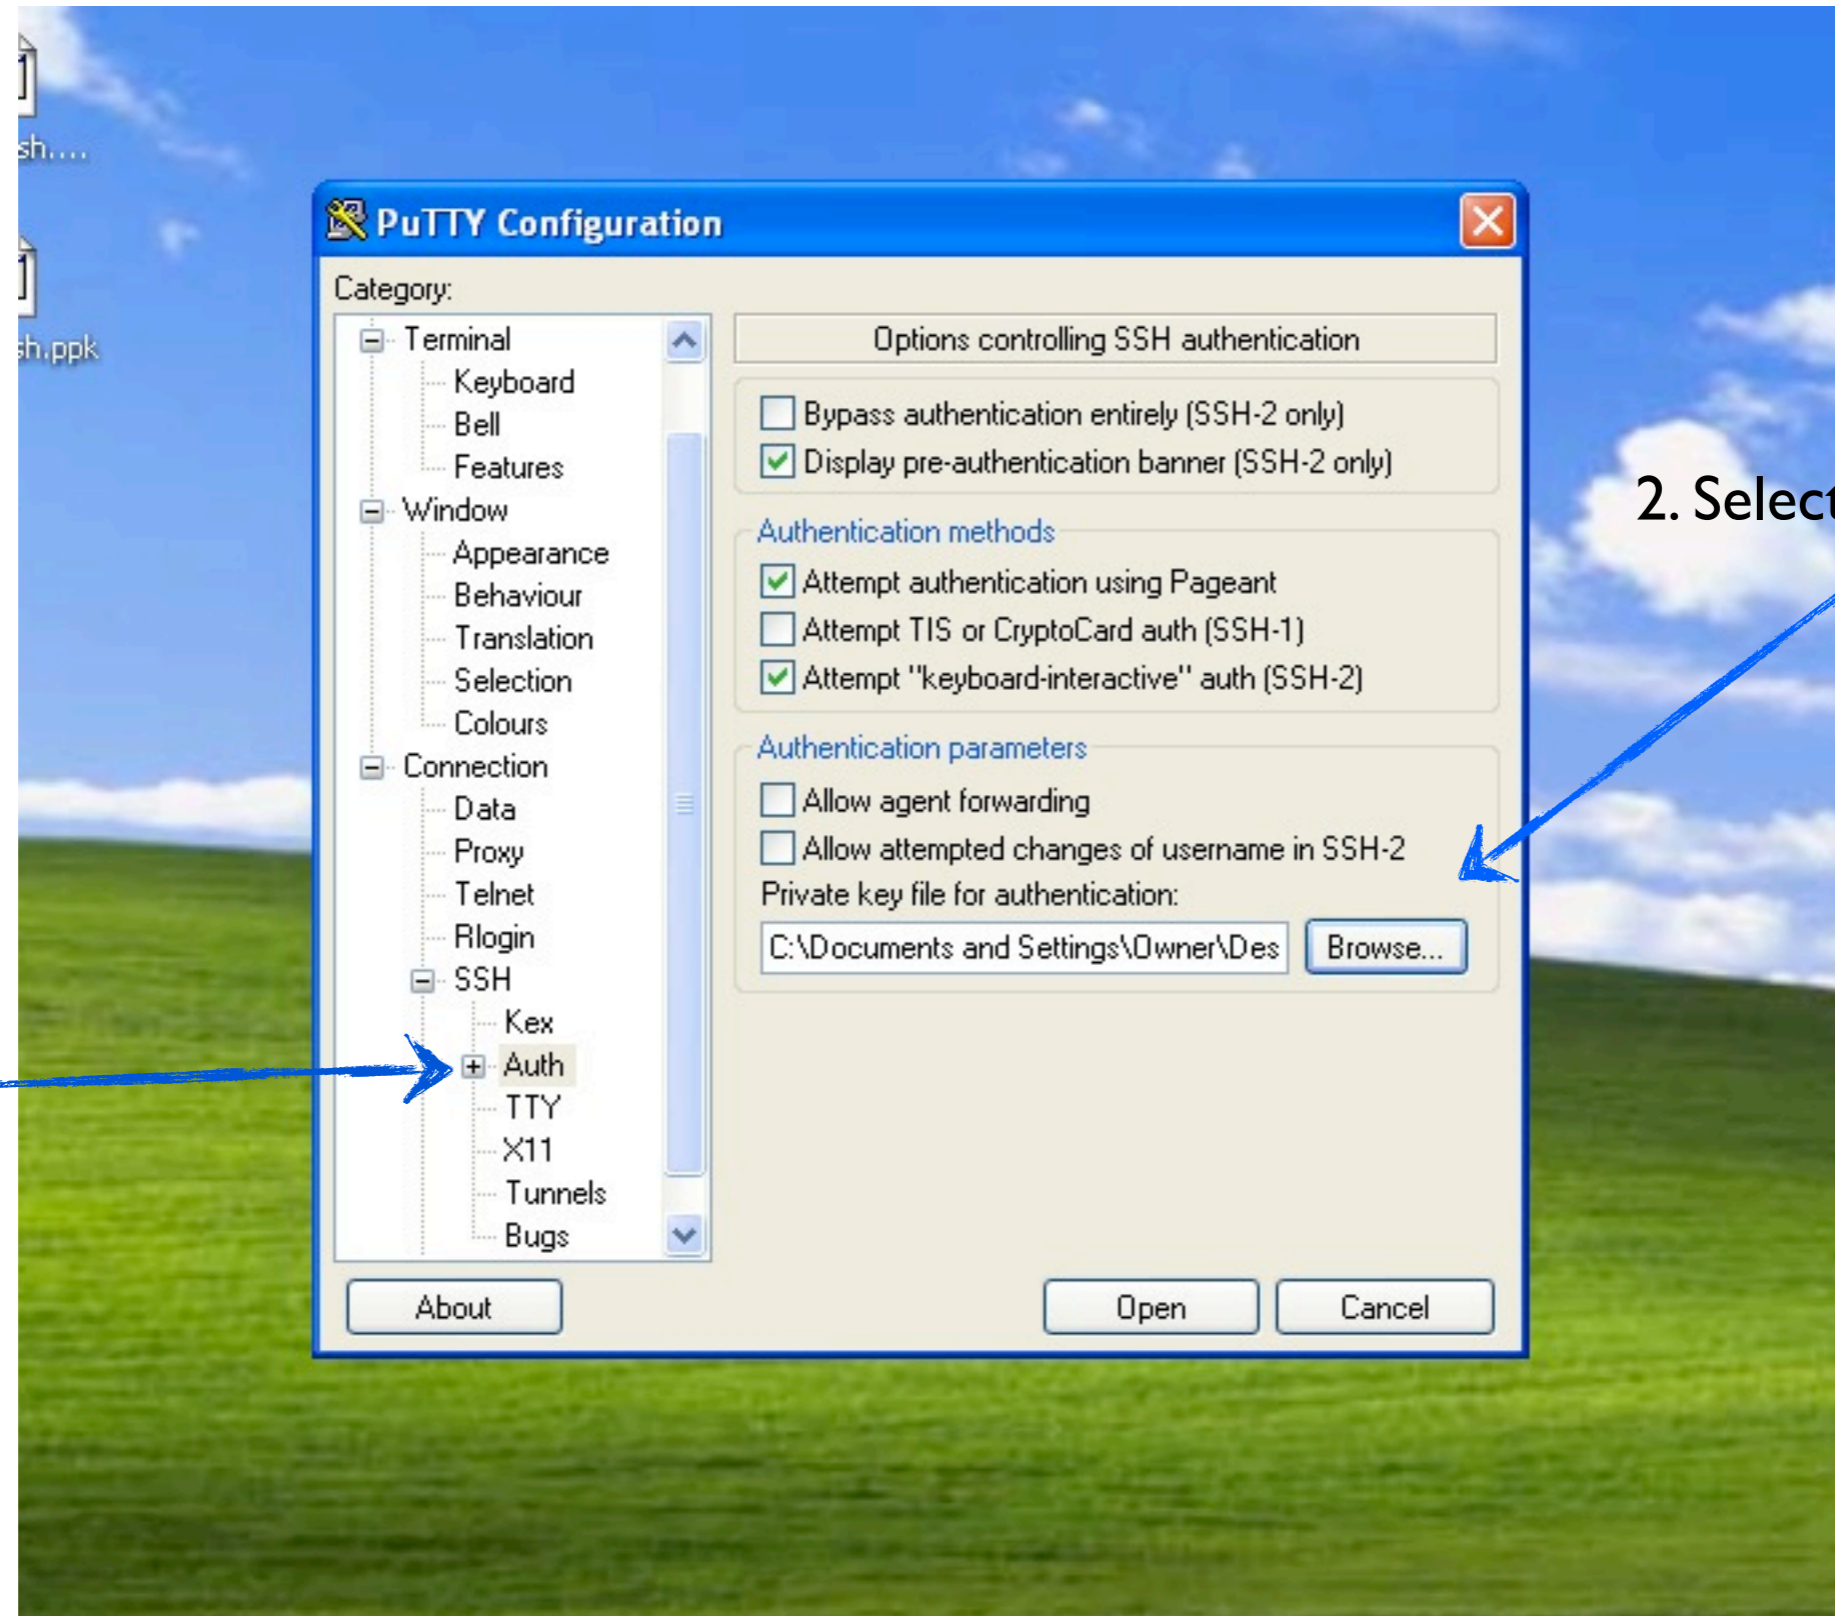 sh....
sh.ppk
PuTTY Configuration
Category:
Terminal
Keyboard
Bell
Features
Window
Appearance
Behaviour
Translation
Selection
Colours
Connection
Data
Proxy
Telnet
Rlogin
SSH
Kex
Auth
TTY
X11
Tunnels
Bugs
Options controlling SSH authentication
Bypass authentication entirely (SSH-2 only)
Display pre-authentication banner (SSH-2 only)
Authentication methods
Attempt authentication using Pageant
Attempt TIS or CryptoCard auth (SSH-1)
Attempt "keyboard-interactive" auth (SSH-2)
Authentication parameters
Allow agent forwarding
Allow attempted changes of username in SSH-2
Private key file for authentication:
C:\Documents and Settings\Owner\Des Browse...
About Open Cancel
2. Select